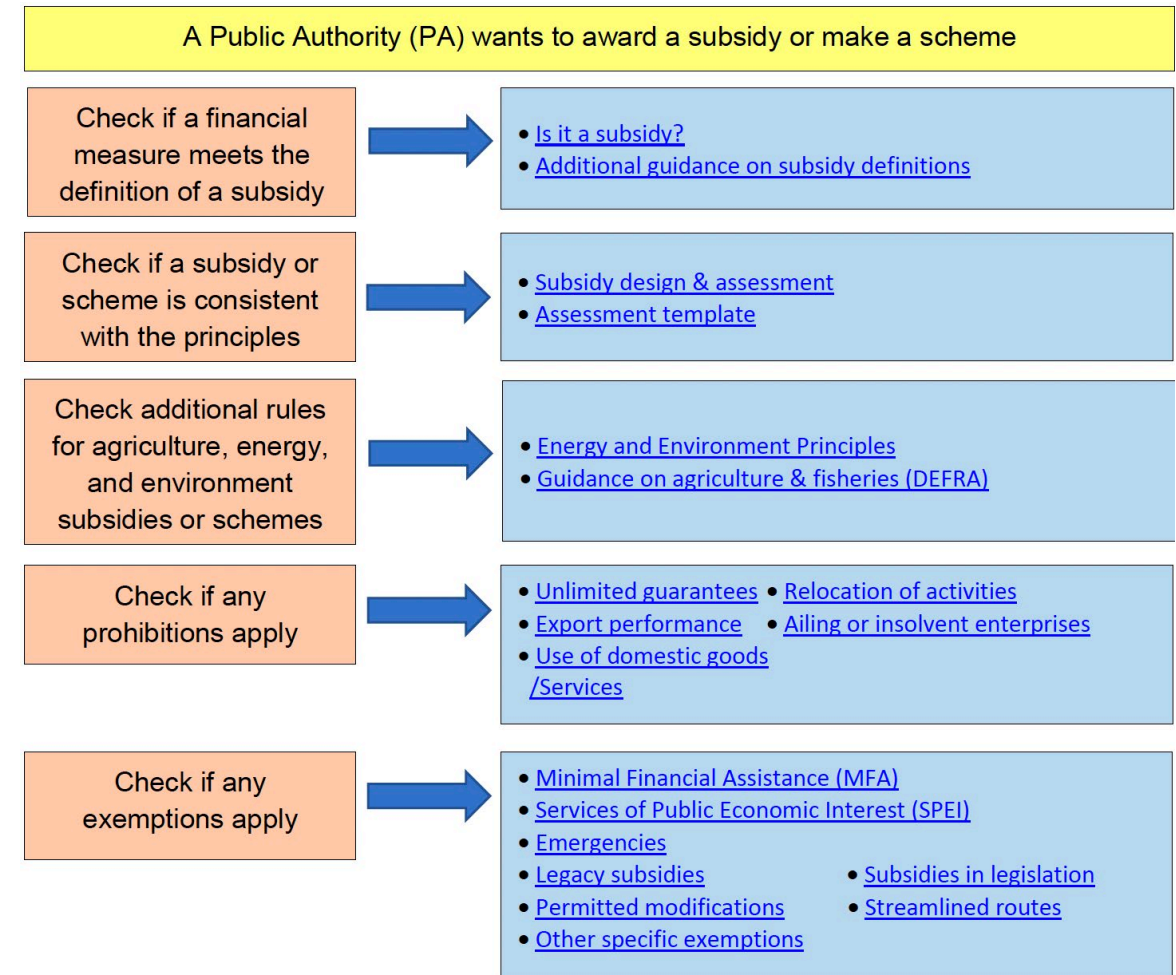 A Public Authority (PA) wants to award a subsidy or make a scheme
Check if a financial
measure meets the
definition of a subsidy
• Is it a subsidy?
• Additional guidance on subsidy definitions
Check if a subsidy or
scheme is consistent
with the principles
• Subsidy design & assessment
• Assessment template
Check additional rules
for agriculture, energy,
and environment
subsidies or schemes
• Energy and Environment Principles
• Guidance on agriculture & fisheries (DEFRA)
Check if any
prohibitions apply
• Unlimited guarantees • Relocation of activities
• Export performance • Ailing or insolvent enterprises
• Use of domestic goods
/Services
Check if any
exemptions apply
• Minimal Financial Assistance (MFA)
• Services of Public Economic Interest (SPEI)
• Emergencies
• Legacy subsidies • Subsidies in legislation
• Permitted modifications • Streamlined routes
• Other specific exemptions